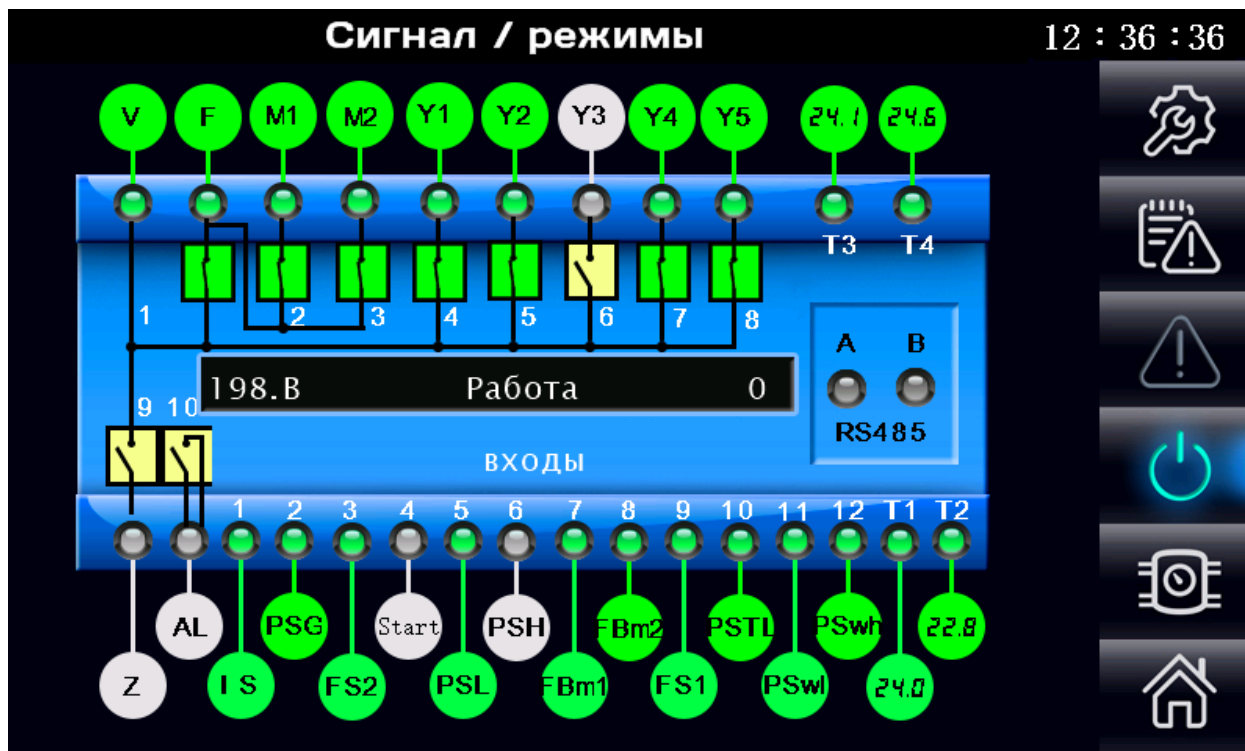 Сигнал / режимы 12 : 36 : 36
V F M1 M2 Y1 Y2 Y3 Y4 Y5 24.1 24.6
T3 T4
1 2 3 4 5 6 7 8
A B
198.В Работа 0
9 10
RS485
ВХОДЫ
1 2 3 4 5 6 7 8 9 10 11 12 T1 T2
AL PSG Start PSH FBm2 PSTL PSwh 22.8
Z IS FS2 PSL FBm1 FS1 PSwl 24.0